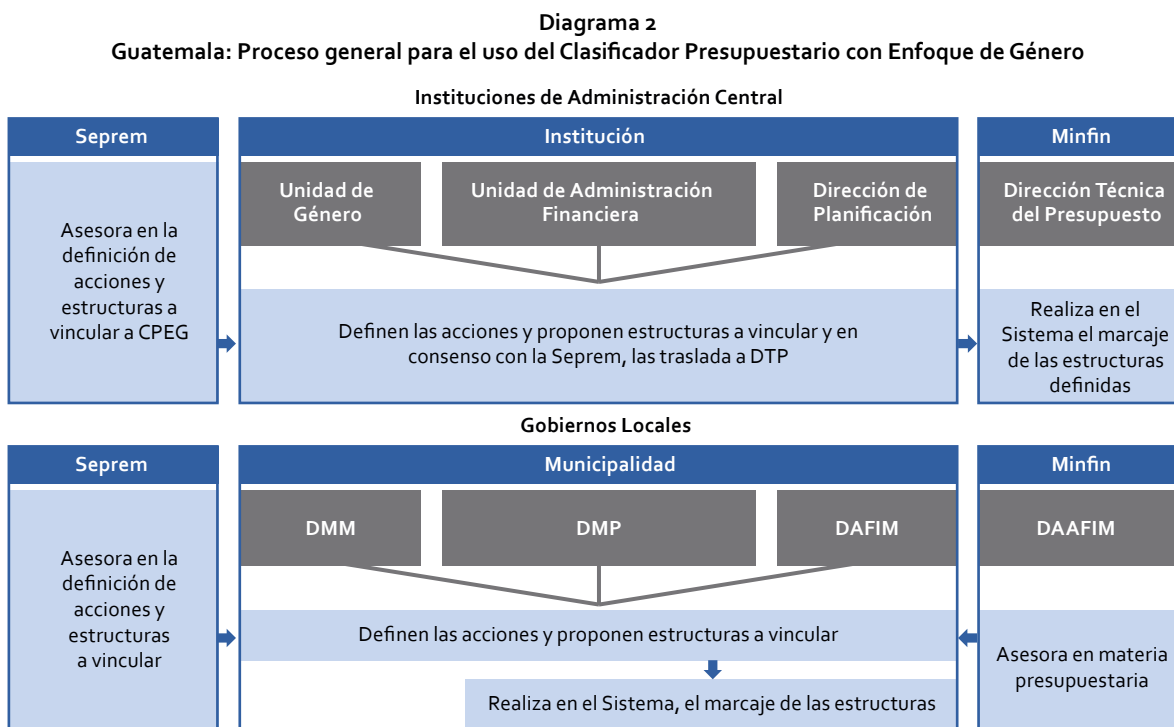 Diagrama 2
Guatemala: Proceso general para el uso del Clasificador Presupuestario con Enfoque de Género
Instituciones de Administración Central
Seprem
Asesora en la
definición de
acciones y
estructuras a
vincular a CPEG
Institución
Unidad de
Género
Unidad de Administración
Financiera
Dirección de
Planificación
Definen las acciones y proponen estructuras a vincular y en
consenso con la Seprem, las traslada a DTP
Minfin
Dirección Técnica
del Presupuesto
Realiza en el
Sistema el marcaje
de las estructuras
definidas
Gobiernos Locales
Seprem
Asesora en la
definición de
acciones y
estructuras
a vincular
Municipalidad
DMM
DMP
DAFIM
Definen las acciones y proponen estructuras a vincular
Realiza en el Sistema, el marcaje de las estructuras
Minfin
DAAFIM
Asesora en materia
presupuestaria